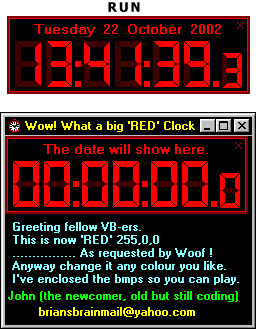 RUN
Tuesday 22 October 2002
13:41:39.3
Wow! What a big 'RED' Clock
The date will show here.
00:00:00.0
Greeting fellow VB-ers.
This is now 'RED' 255,0,0
............... As requested by Woof !
Anyway change it any colour you like.
I've enclosed the bmps so you can play.
John (the newcomer, old but still coding)
briansbrainmail@yahoo.com